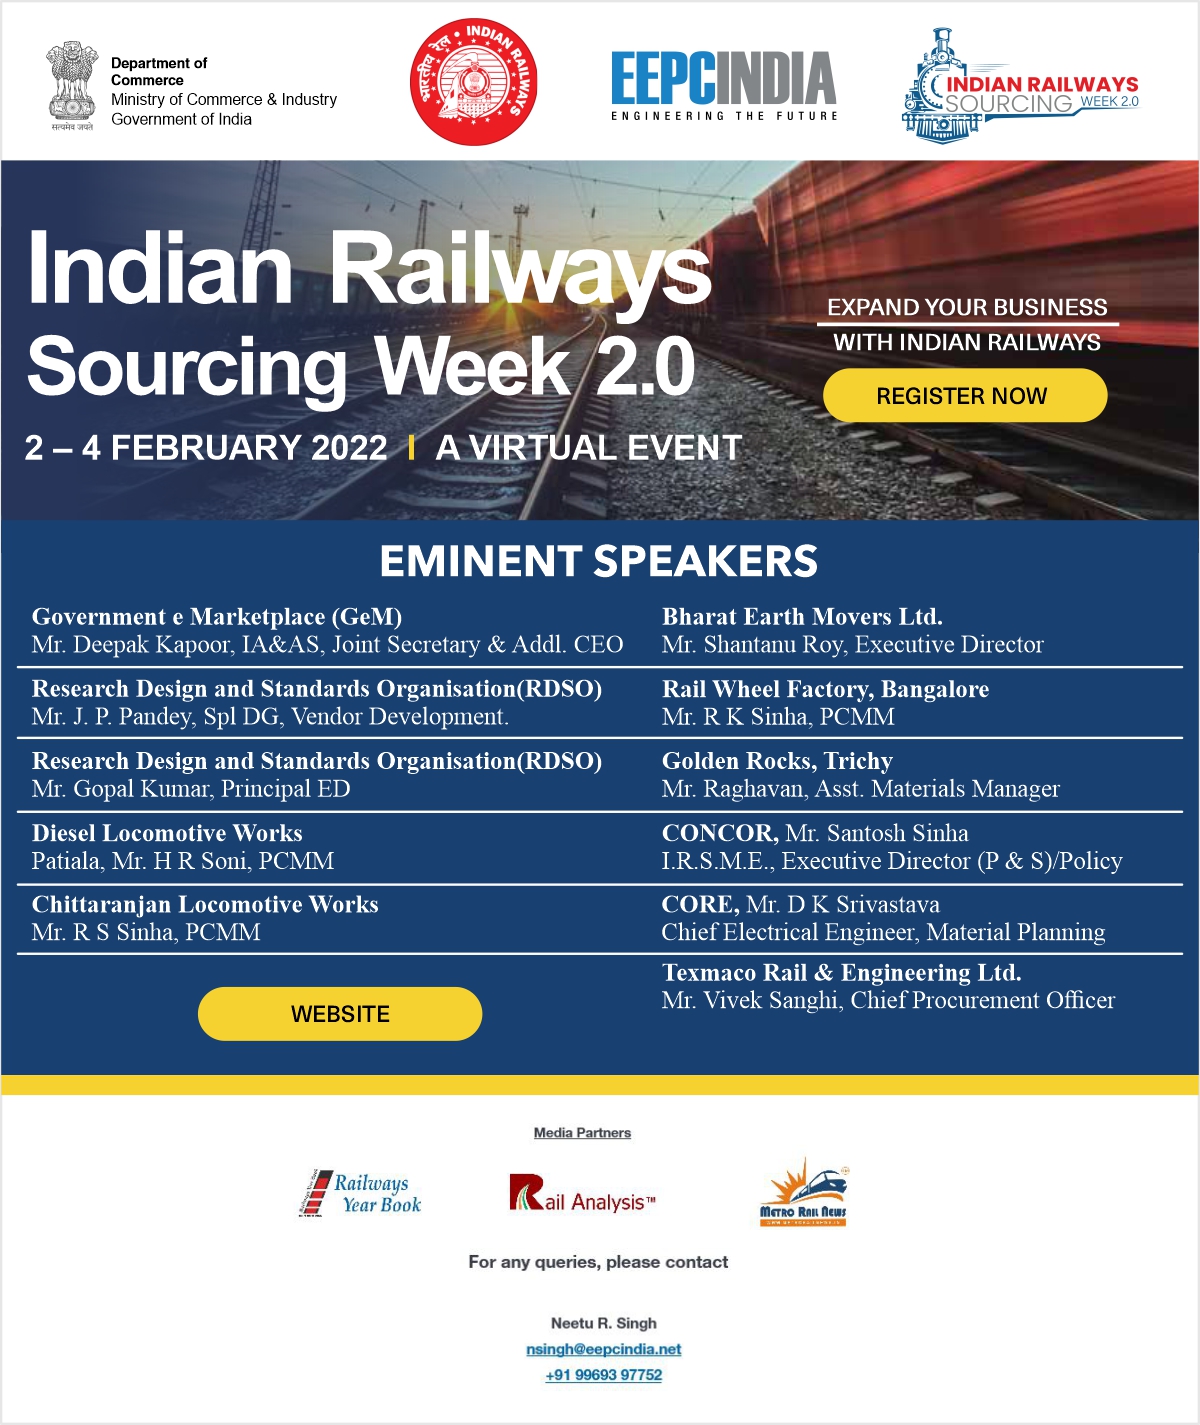 Department of
Commerce
Ministry of Commerce & Industry
Government of India
सत्यमेव जयते
भारतीय रेल • INDIAN RAILWAYS
EEPCINDIA
ENGINEERING THE FUTURE
INDIAN RAILWAYS
SOURCING WEEK 2.0
Indian Railways
Sourcing Week 2.0
2 – 4 FEBRUARY 2022 | A VIRTUAL EVENT
EXPAND YOUR BUSINESS
WITH INDIAN RAILWAYS
REGISTER NOW
EMINENT SPEAKERS
Government e Marketplace (GeM)
Mr. Deepak Kapoor, IA&AS, Joint Secretary & Addl. CEO
Research Design and Standards Organisation(RDSO)
Mr. J. P. Pandey, Spl DG, Vendor Development.
Research Design and Standards Organisation(RDSO)
Mr. Gopal Kumar, Principal ED
Diesel Locomotive Works
Patiala, Mr. H R Soni, PCMM
Chittaranjan Locomotive Works
Mr. R S Sinha, PCMM
WEBSITE
Bharat Earth Movers Ltd.
Mr. Shantanu Roy, Executive Director
Rail Wheel Factory, Bangalore
Mr. R K Sinha, PCMM
Golden Rocks, Trichy
Mr. Raghavan, Asst. Materials Manager
CONCOR, Mr. Santosh Sinha
I.R.S.M.E., Executive Director (P & S)/Policy
CORE, Mr. D K Srivastava
Chief Electrical Engineer, Material Planning
Texmaco Rail & Engineering Ltd.
Mr. Vivek Sanghi, Chief Procurement Officer
Media Partners
Railways
Year Book
Rail Analysis™
METRO RAIL NEWS
For any queries, please contact
Neetu R. Singh
nsingh@eepcindia.net
+91 99693 97752